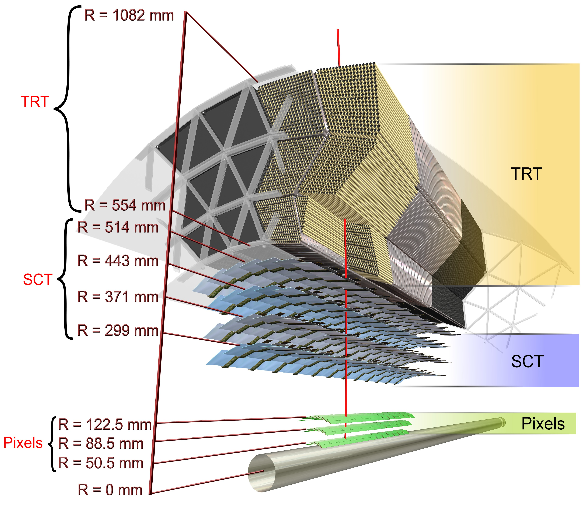 R = 1082 mm
TRT
R = 554 mm
R = 514 mm
R = 443 mm
SCT
R = 371 mm
R = 299 mm
R = 122.5 mm
Pixels
R = 88.5 mm
R = 50.5 mm
R = 0 mm
TRT
SCT
Pixels